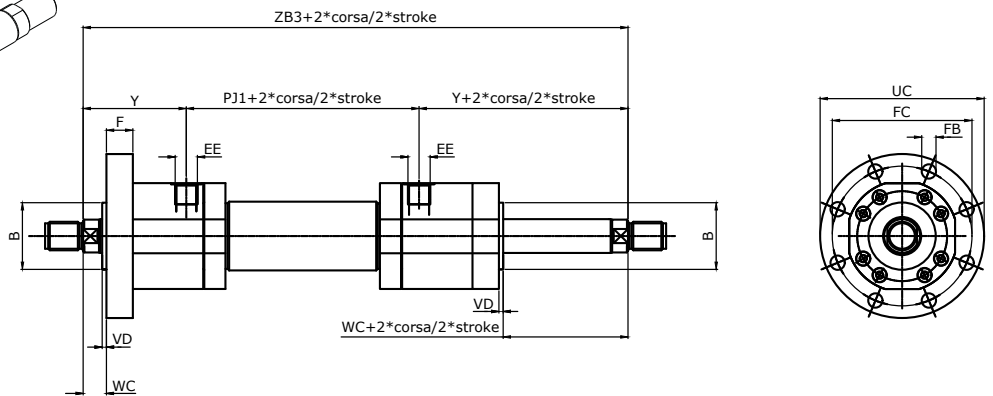 ZB3+2*corsa/2*stroke
Y
PJ1+2*corsa/2*stroke
Y+2*corsa/2*stroke
UC
FC
FB
F
EE
EE
B
B
VD
WC+2*corsa/2*stroke
VD
WC